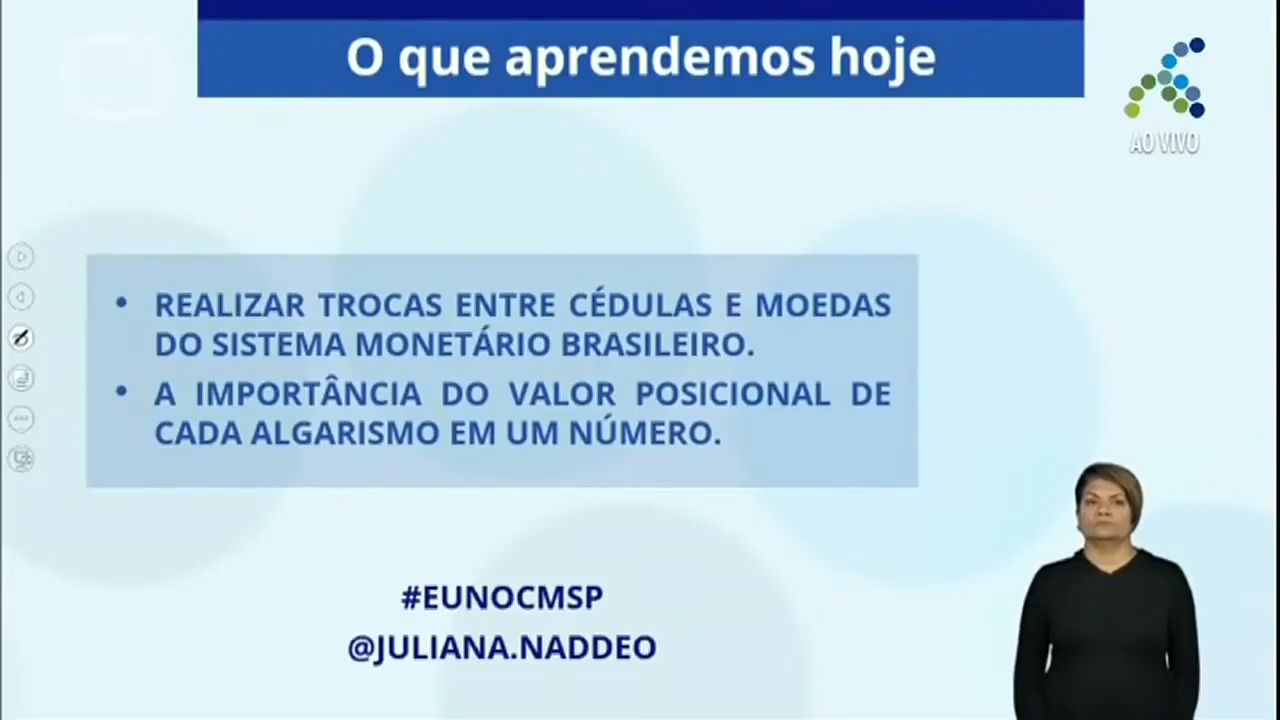 O que aprendemos hoje
AO VIVO
• REALIZAR TROCAS ENTRE CÉDULAS E MOEDAS
DO SISTEMA MONETÁRIO BRASILEIRO.
• A IMPORTÂNCIA DO VALOR POSICIONAL DE
CADA ALGARISMO EM UM NÚMERO.
#EUNOCMSP
@JULIANA.NADDEO